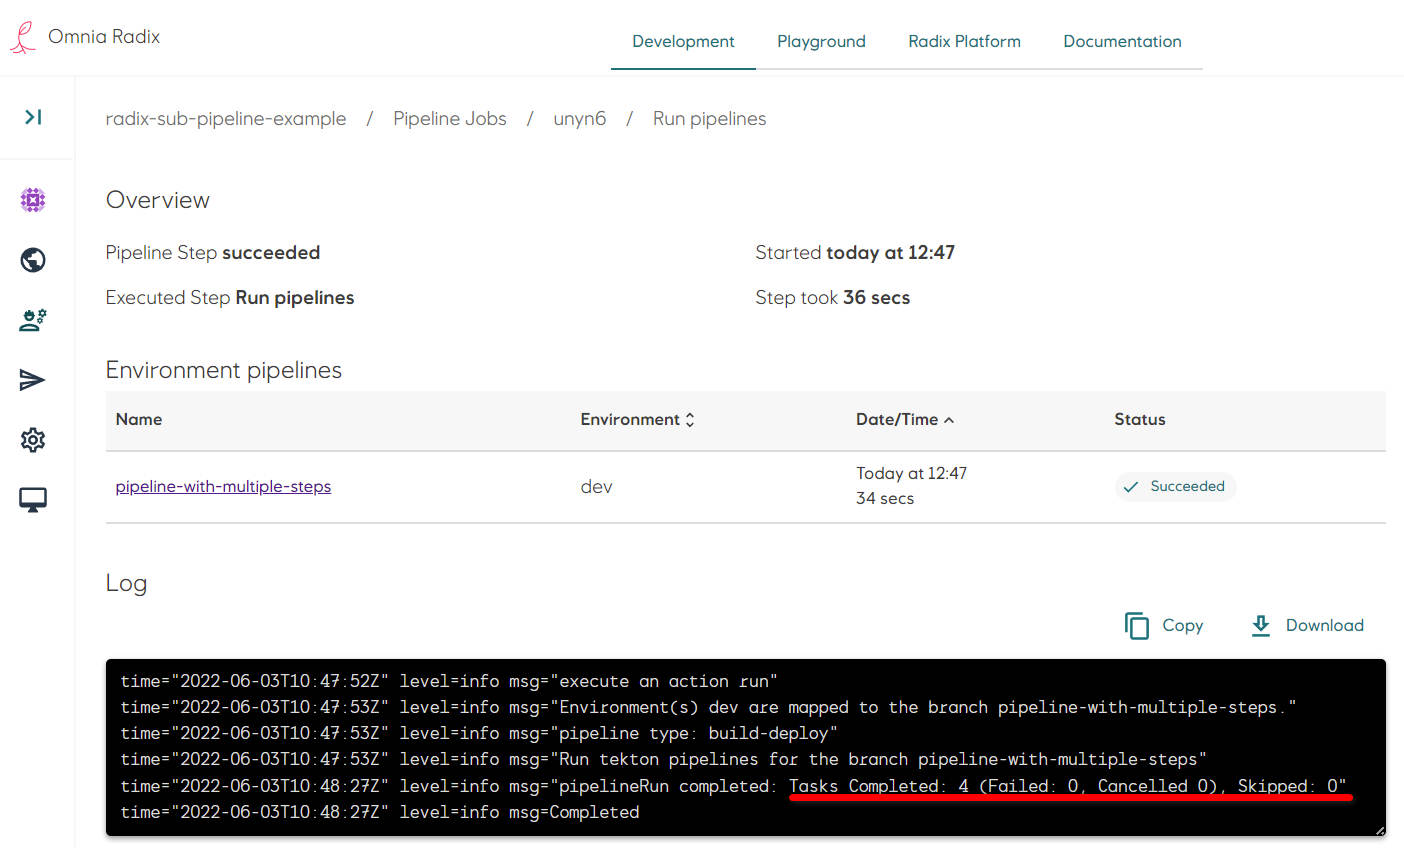 Omnia Radix
Development Playground Radix Platform Documentation
radix-sub-pipeline-example / Pipeline Jobs / unyn6 / Run pipelines
Overview
Pipeline Step succeeded
Started today at 12:47
Executed Step Run pipelines
Step took 36 secs
Environment pipelines
Name Environment Date/Time Status
pipeline-with-multiple-steps dev Today at 12:47 Succeeded
34 secs
Log
Copy Download
time="2022-06-03T10:47:52Z" level=info msg="execute an action run"
time="2022-06-03T10:47:53Z" level=info msg="Environment(s) dev are mapped to the branch pipeline-with-multiple-steps."
time="2022-06-03T10:47:53Z" level=info msg="pipeline type: build-deploy"
time="2022-06-03T10:47:53Z" level=info msg="Run tekton pipelines for the branch pipeline-with-multiple-steps"
time="2022-06-03T10:48:27Z" level=info msg="pipelineRun completed: Tasks Completed: 4 (Failed: 0, Cancelled 0), Skipped: 0"
time="2022-06-03T10:48:27Z" level=info msg=Completed